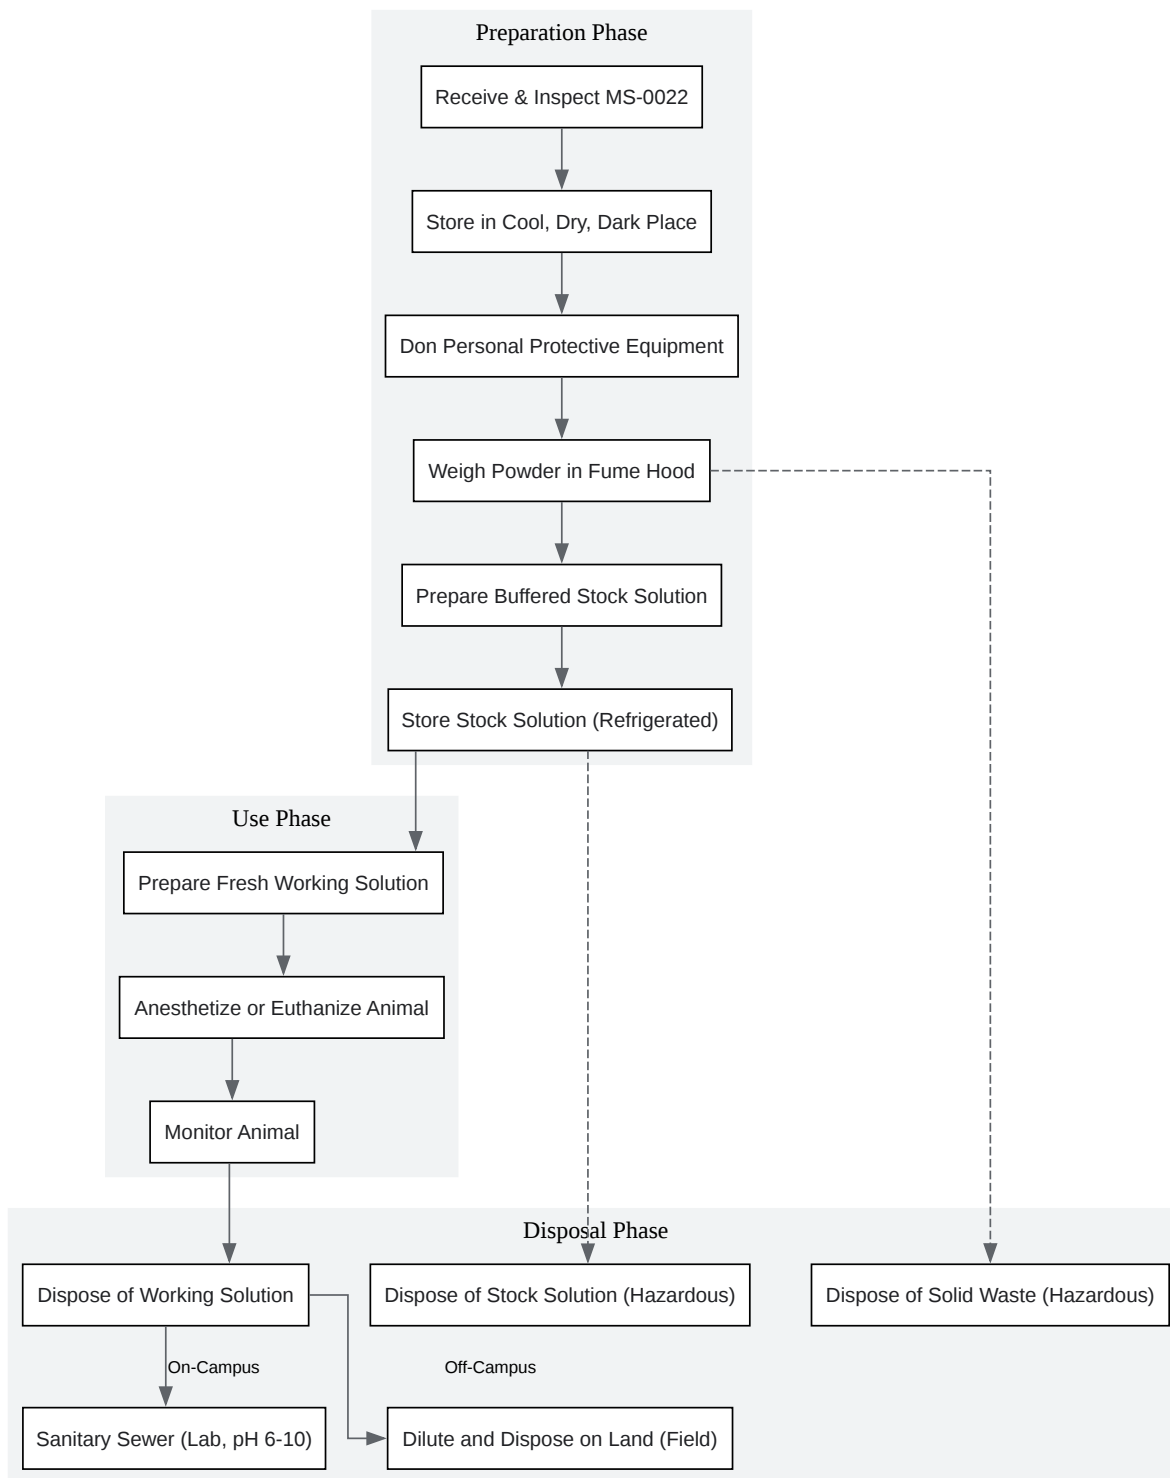 Preparation Phase
Receive & Inspect MS-0022
Store in Cool, Dry, Dark Place
Don Personal Protective Equipment
Weigh Powder in Fume Hood
Prepare Buffered Stock Solution
Store Stock Solution (Refrigerated)
Use Phase
Prepare Fresh Working Solution
Anesthetize or Euthanize Animal
Monitor Animal
Disposal Phase
Dispose of Working Solution
Dispose of Stock Solution (Hazardous)
Dispose of Solid Waste (Hazardous)
On-Campus
Off-Campus
Sanitary Sewer (Lab, pH 6-10)
Dilute and Dispose on Land (Field)